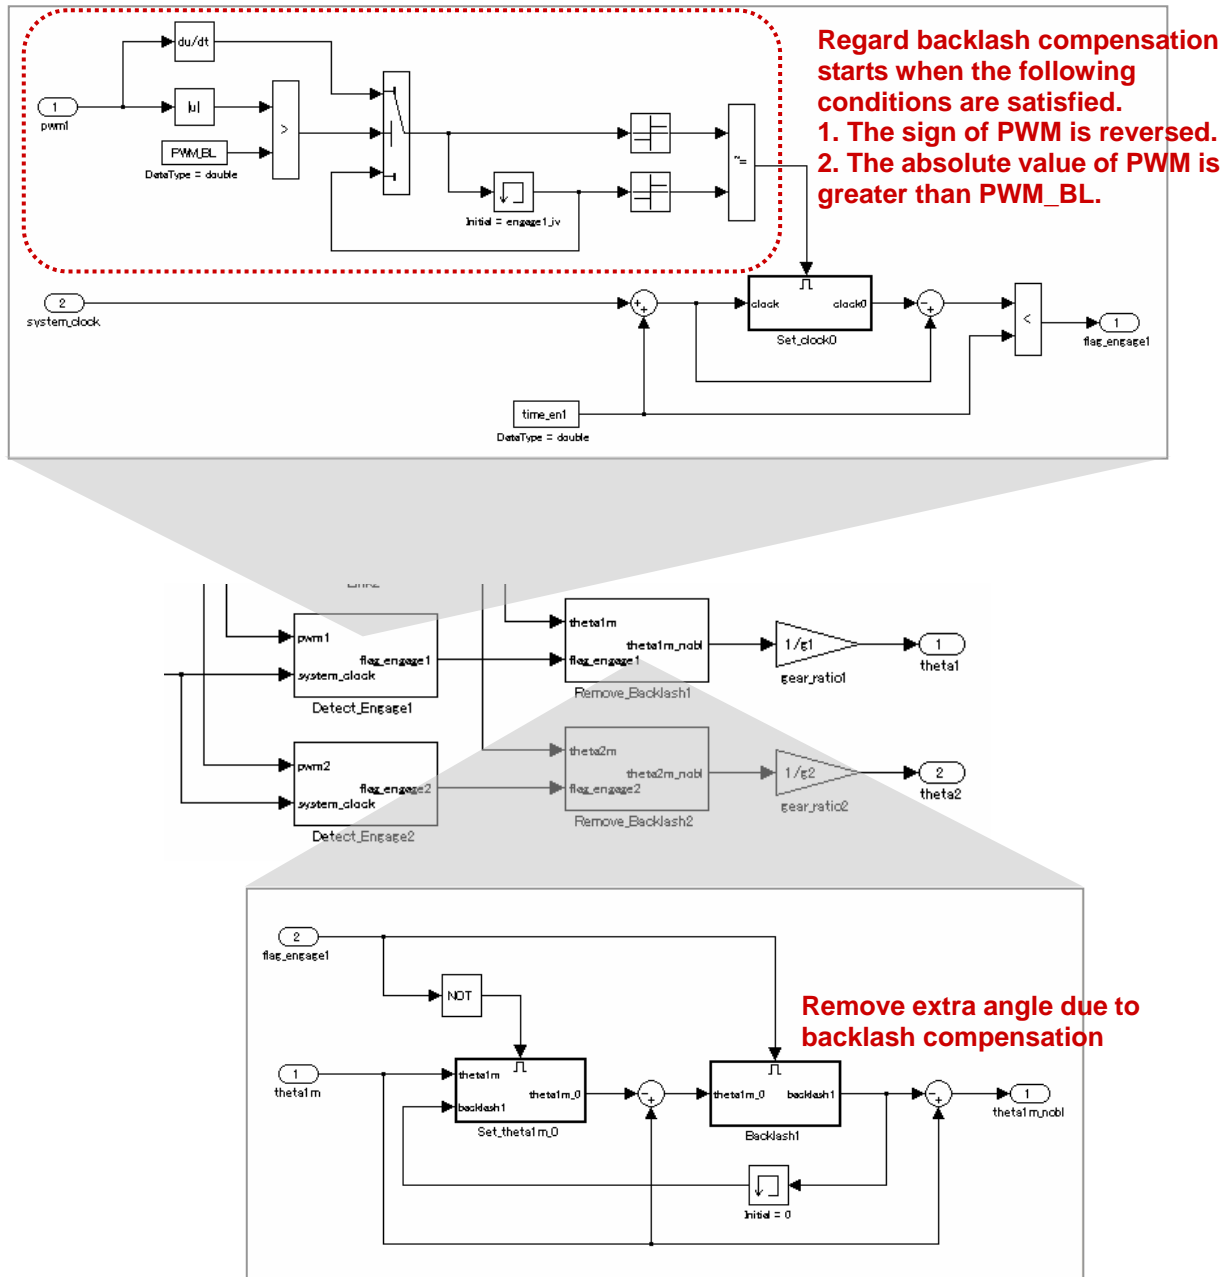 du/dt
Regard backlash compensation
starts when the following
conditions are satisfied.
1. The sign of PWM is reversed.
2. The absolute value of PWM is
greater than PWM_BL.
1
pwm1
|u|
>
PWM_BL
DataType = double
~=
Initial = engage1_iv
2
system_clock
clock
clock0
Set_clock0
<
1
flag_engage1
time_en1
DataType = double
pwm1
flag_engage1
system_clock
Detect_Engage1
theta1m
theta1m_nobl
flag_engage1
Remove_Backlash1
1/g1
gear_ratio1
1
theta1
pwm2
flag_engage2
system_clock
Detect_Engage2
theta2m
theta2m_nobl
flag_engage2
Remove_Backlash2
1/g2
gear_ratio2
2
theta2
2
flag_engage1
NOT
Remove extra angle due to
backlash compensation
1
theta1m
theta1m
theta1m_0
backlash1
Set_theta1m_0
theta1m_0
backlash1
Backlash1
1
theta1m_nobl
Initial = 0